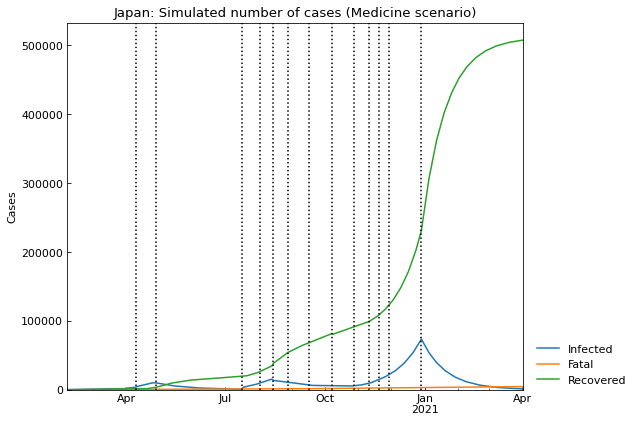 Japan: Simulated number of cases (Medicine scenario)
500000
400000
300000
200000
100000
0
Cases
Apr
Jul
Oct
Jan
2021
Apr
Infected
Fatal
Recovered